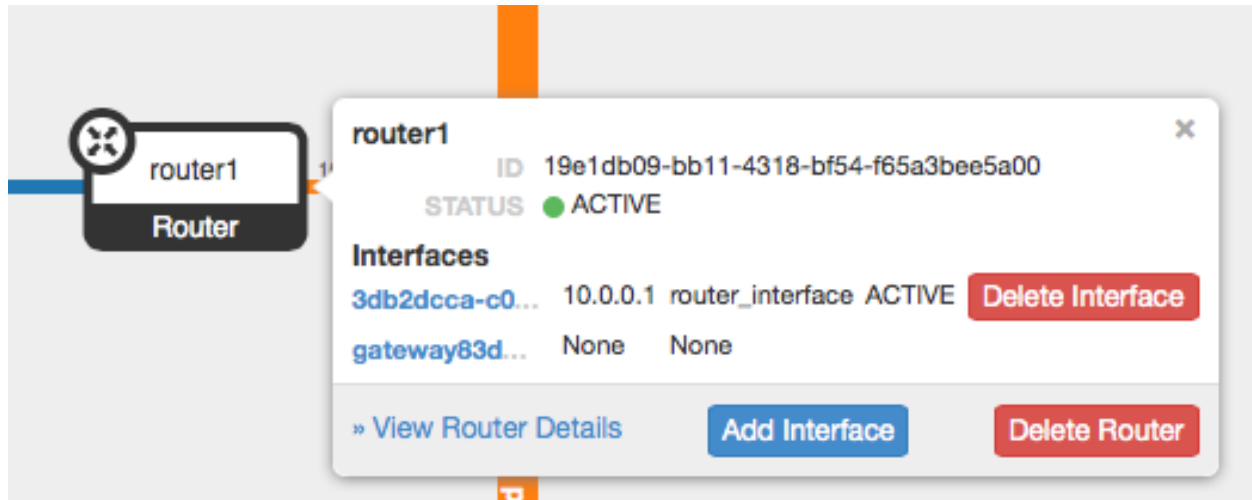 router1
Router
router1
ID 19e1db09-bb11-4318-bf54-f65a3bee5a00
STATUS ACTIVE
Interfaces
3db2dcca-c0... 10.0.0.1 router_interface ACTIVE Delete Interface
gateway83d... None None
» View Router Details Add Interface Delete Router